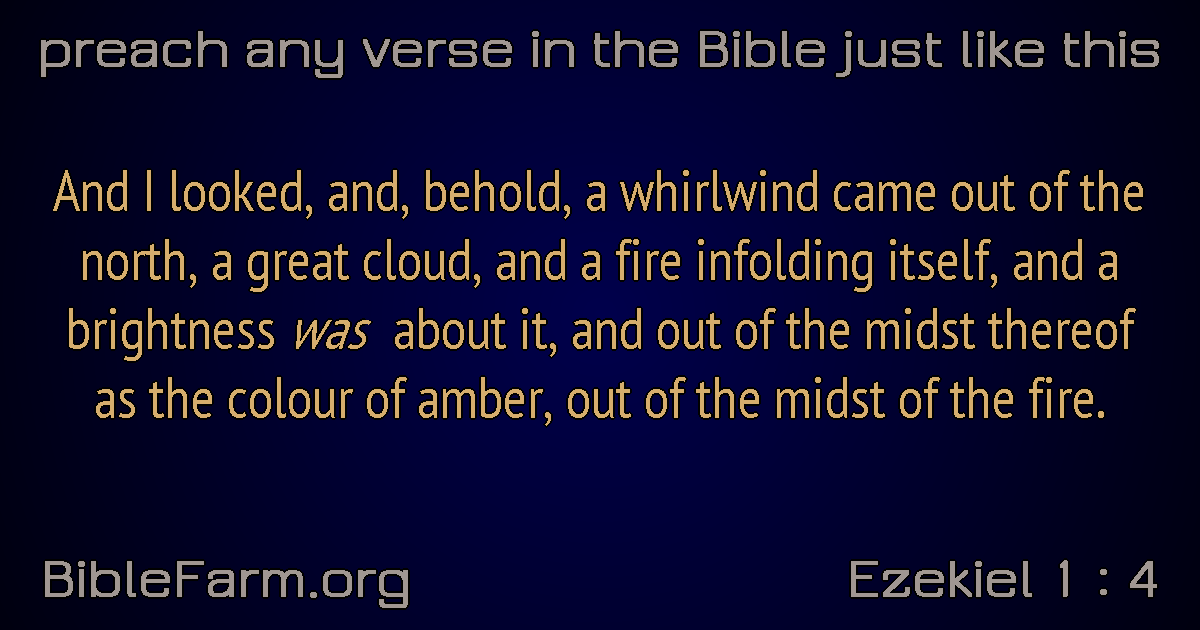 preach any verse in the Bible just like this
And I looked, and, behold, a whirlwind came out of the
north, a great cloud, and a fire infolding itself, and a
brightness was about it, and out of the midst thereof
as the colour of amber, out of the midst of the fire.
BibleFarm.org
Ezekiel 1 : 4